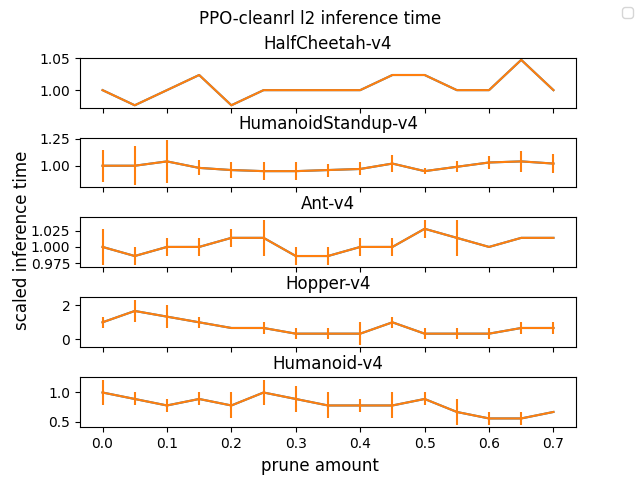 PPO-cleanrl l2 inference time
HalfCheetah-v4
1.05
1.00
HumanoidStandup-v4
1.25
1.00
Ant-v4
1.025
1.000
0.975
Hopper-v4
2
0
Humanoid-v4
1.0
0.5
0.0 0.1 0.2 0.3 0.4 0.5 0.6 0.7
prune amount
scaled inference time